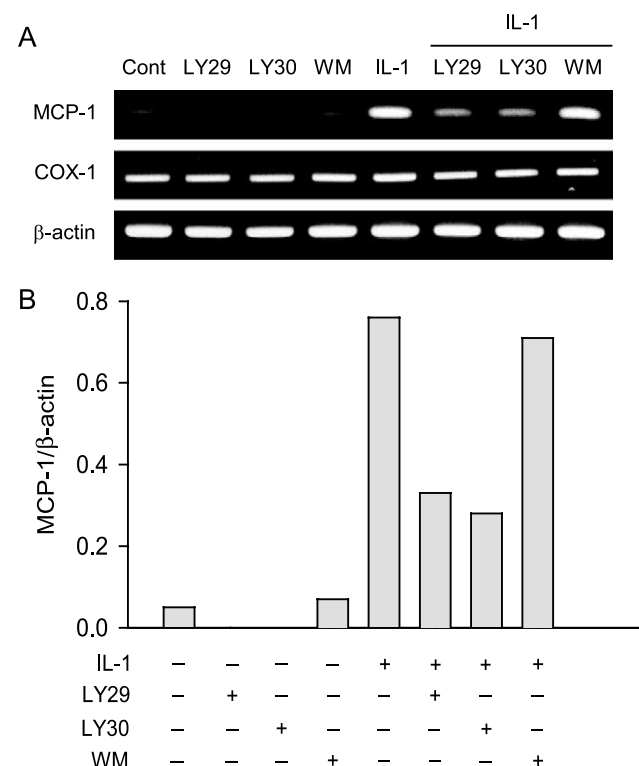 A
IL-1
Cont LY29 LY30 WM IL-1 LY29 LY30 WM
MCP-1
COX-1
β-actin
B
MCP-1/β-actin
0.8
0.6
0.4
0.2
0.0
IL-1 – – – – + + + +
LY29 – + – – – + – –
LY30 – – + – – – + –
WM – – – + – – – +